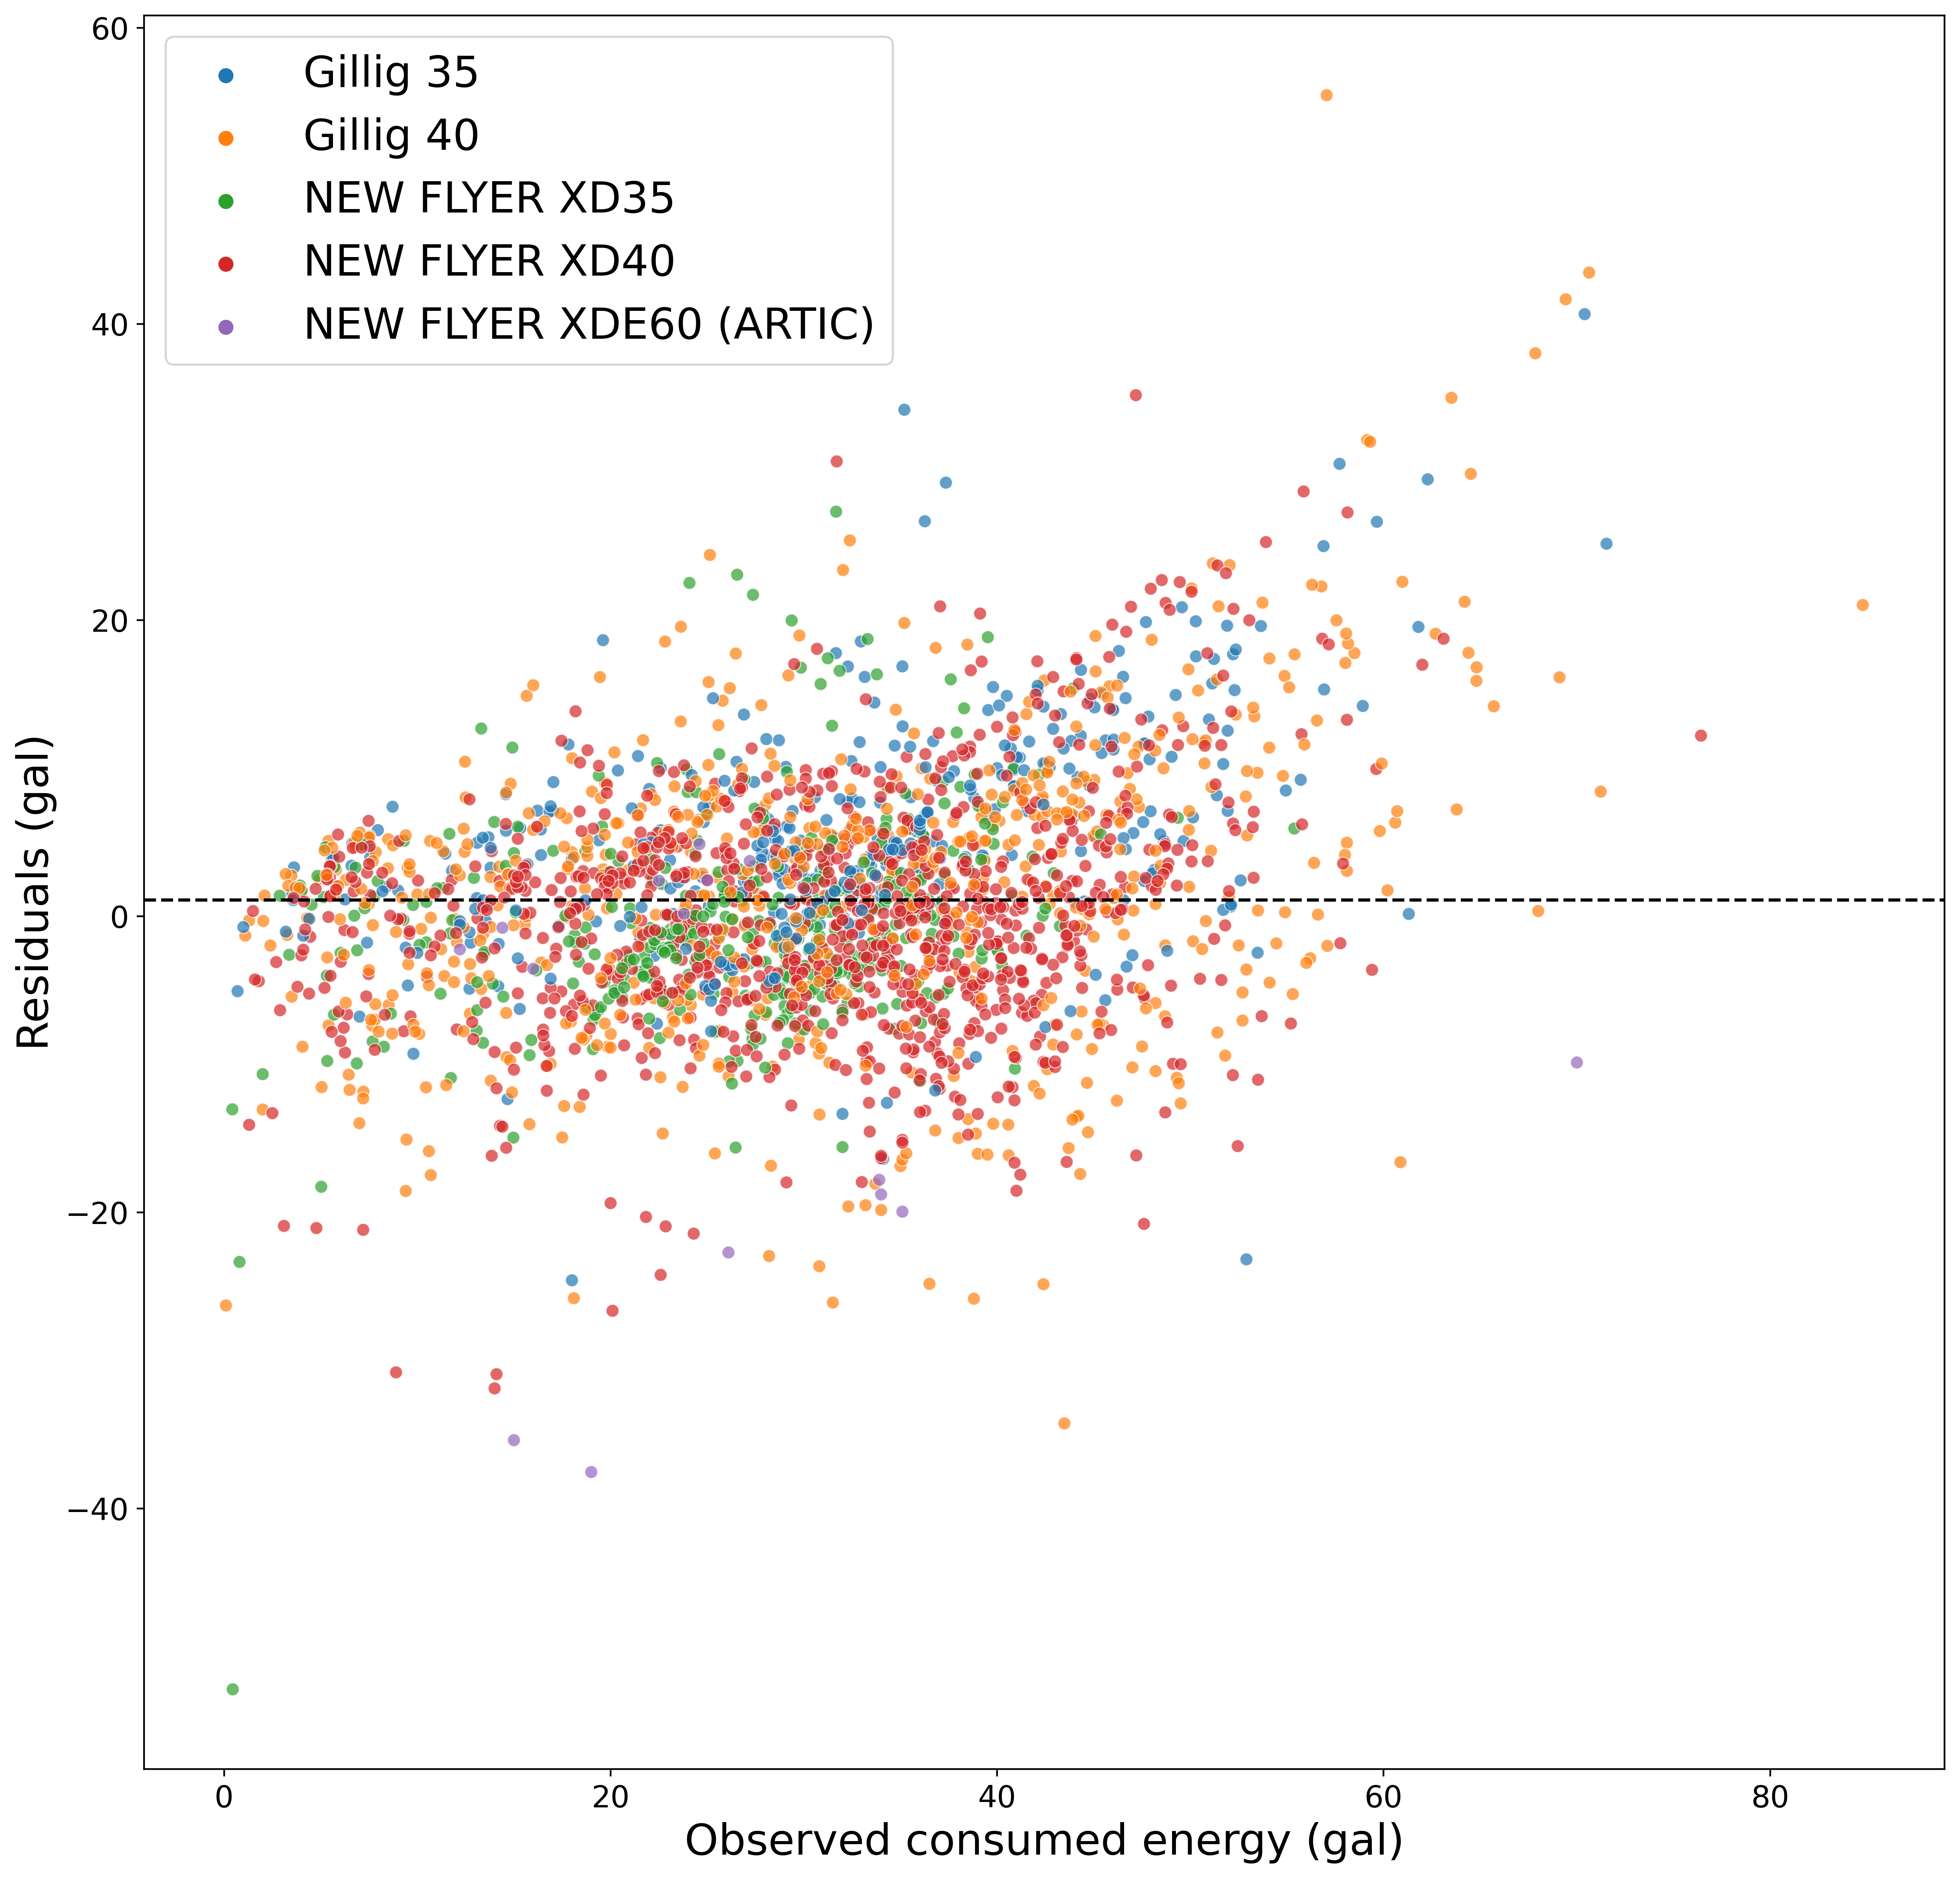 Gillig 35
Gillig 40
NEW FLYER XD35
NEW FLYER XD40
NEW FLYER XDE60 (ARTIC)
60
40
20
0
−20
−40
Residuals (gal)
0 20 40 60 80
Observed consumed energy (gal)